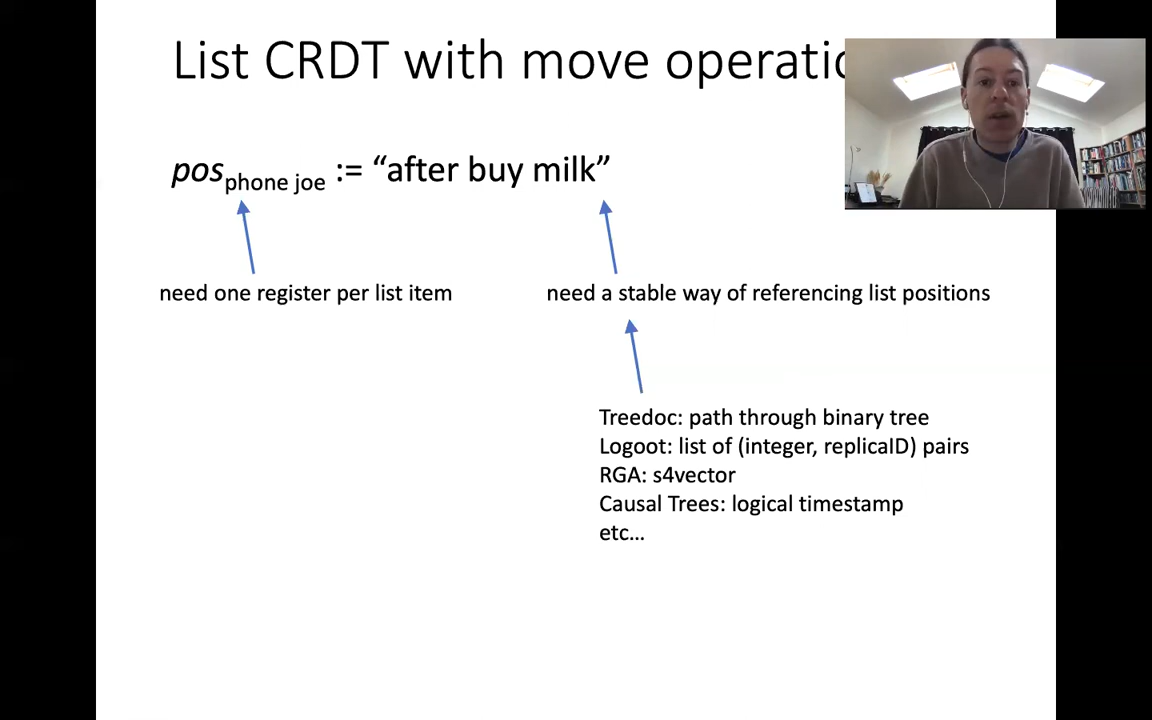 List CRDT with move operatio
pos phone joe := “after buy milk”
need one register per list item
need a stable way of referencing list positions
Treedoc: path through binary tree
Logoot: list of (integer, replicaID) pairs
RGA: s4vector
Causal Trees: logical timestamp
etc…